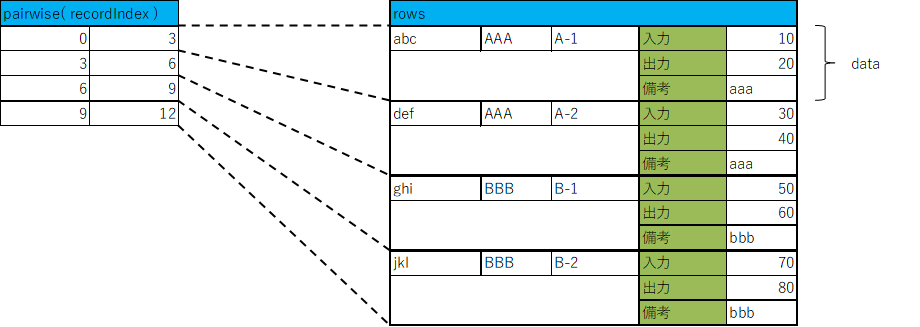 pairwise( recordIndex )
0 3
3 6
6 9
9 12
rows
abc AAA A-1 入力 10
出力 20
備考 aaa
def AAA A-2 入力 30
出力 40
備考 aaa
ghi BBB B-1 入力 50
出力 60
備考 bbb
jkl BBB B-2 入力 70
出力 80
備考 bbb
data